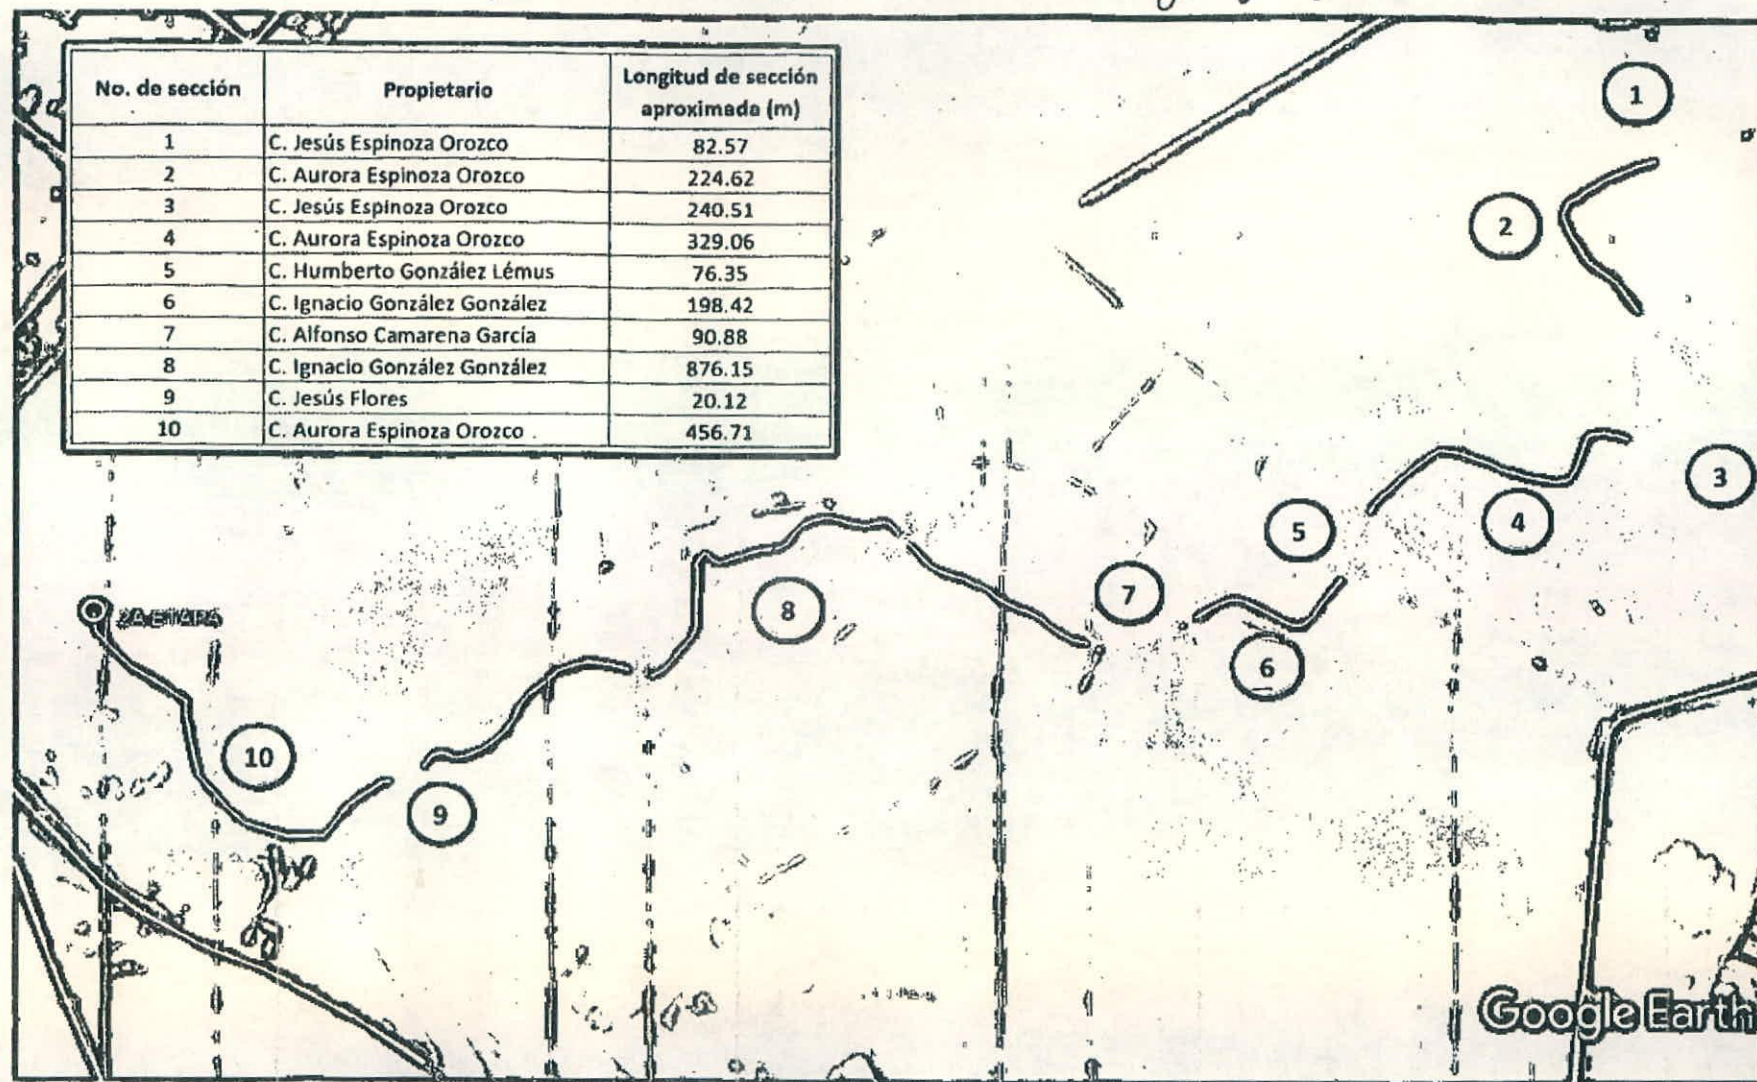 No. de sección Propietario Longitud de sección aproximada (m)
1 C. Jesús Espinoza Orozco 82.57
2 C. Aurora Espinoza Orozco 224.62
3 C. Jesús Espinoza Orozco 240.51
4 C. Aurora Espinoza Orozco 329.06
5 C. Humberto González Lémus 76.35
6 C. Ignacio González González 198.42
7 C. Alfonso Camarena García 90.88
8 C. Ignacio González González 876.15
9 C. Jesús Flores 20.12
10 C. Aurora Espinoza Orozco 456.71
1
2
3
4
5
6
7
8
9
10
2A ETAPA
Google Earth